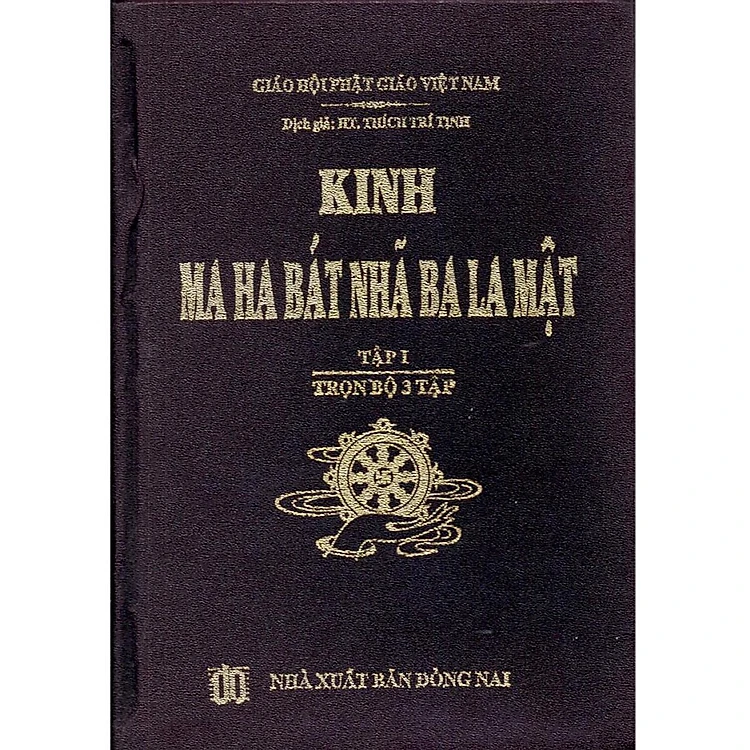 GIÁO HỘI PHẬT GIÁO VIỆT NAM
Dịch giả: HT. THÍCH TRÍ TỊNH
KINH
MA HA BÁT NHÃ BA LA MẬT
TẬP I
TRỌN BỘ 3 TẬP
NHÀ XUẤT BẢN ĐỒNG NAI